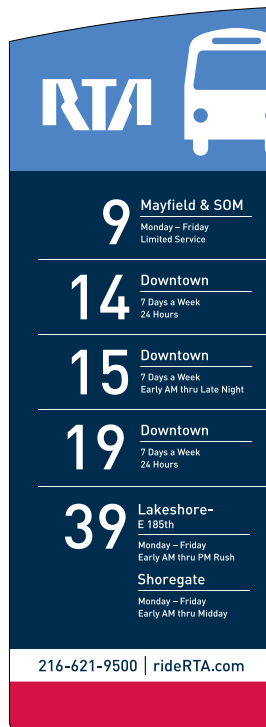 RTA
9
Mayfield & SOM
Monday – Friday
Limited Service
14
Downtown
7 Days a Week
24 Hours
15
Downtown
7 Days a Week
Early AM thru Late Night
19
Downtown
7 Days a Week
24 Hours
39
Lakeshore-
E 185th
Monday – Friday
Early AM thru PM Rush
Shoregate
Monday – Friday
Early AM thru Midday
216-621-9500 | rideRTA.com